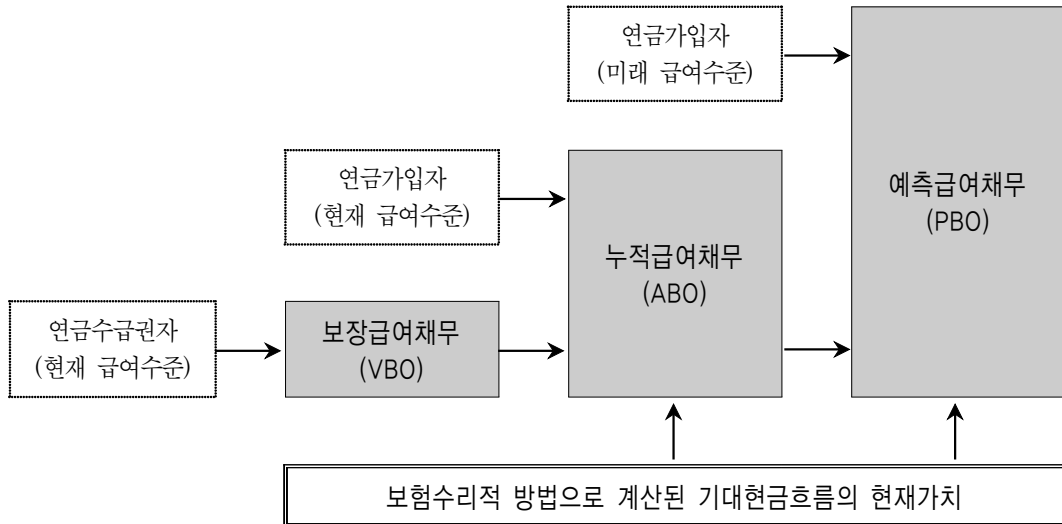 연금가입자
(미래 급여수준)
연금가입자
(현재 급여수준)
예측급여채무
(PBO)
누적급여채무
(ABO)
연금수급권자
(현재 급여수준)
보장급여채무
(VBO)
보험수리적 방법으로 계산된 기대현금흐름의 현재가치